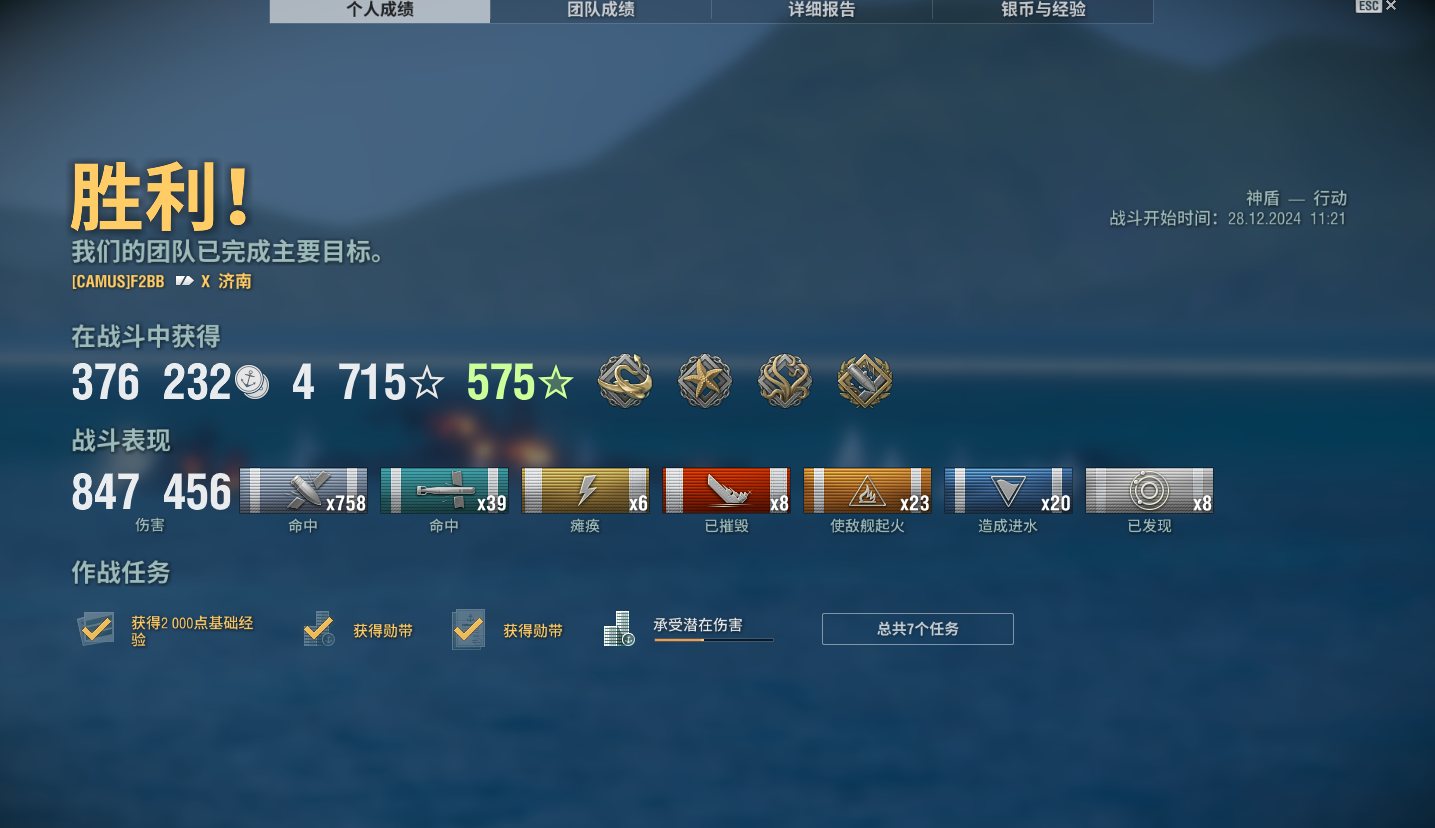 个人成绩 团队成绩 详细报告 银币与经验 ESC
胜利!
神盾 — 行动
战斗开始时间: 28.12.2024 11:21
我们的团队已完成主要目标。
[CAMUS]F2BB X 济南
在战斗中获得
376 232 4 715 575
战斗表现
847 456 x758 x39 x6 x8 x23 x20 x8
伤害 命中 命中 瘫痪 已摧毁 使敌舰起火 造成进水 已发现
作战任务
获得2 000点基础经
验
获得勋带 获得勋带 承受潜在伤害 总共7个任务